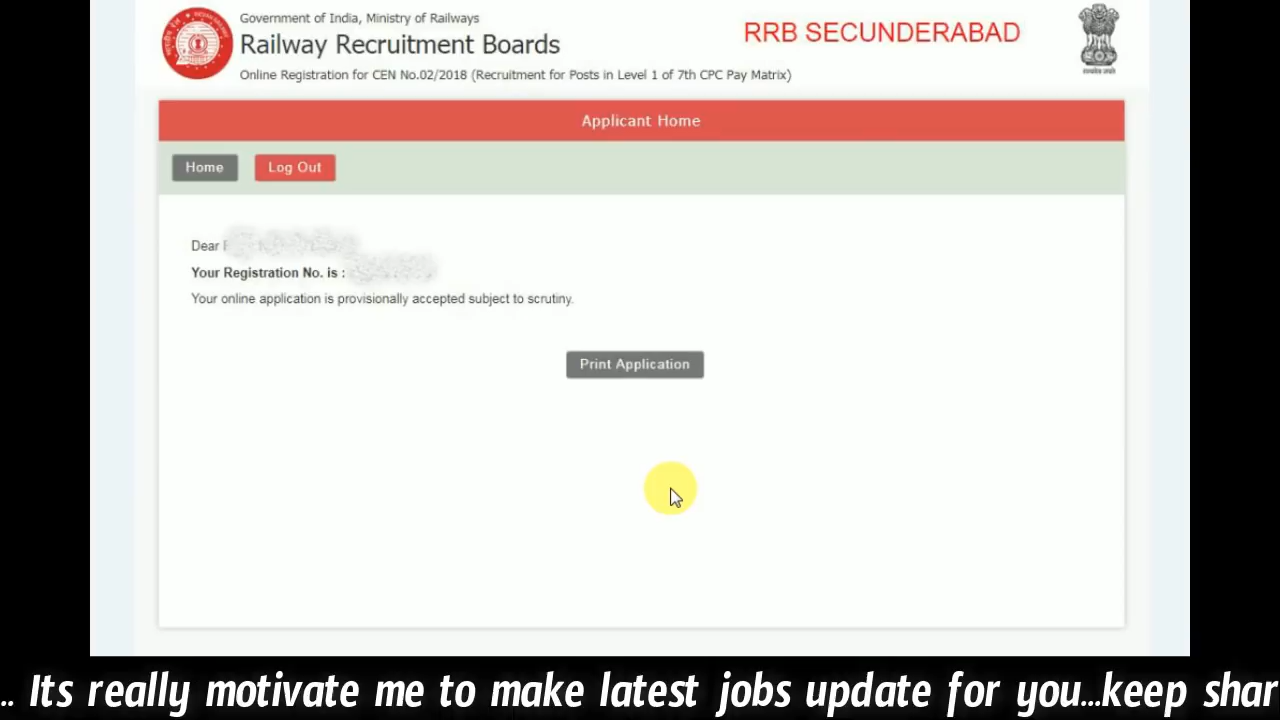 Government of India, Ministry of Railways
Railway Recruitment Boards
Online Registration for CEN No.02/2018 (Recruitment for Posts in Level 1 of 7th CPC Pay Matrix)
RRB SECUNDERABAD
Applicant Home
Home
Log Out
Dear
Your Registration No. is :
Your online application is provisionally accepted subject to scrutiny.
Print Application
.. Its really motivate me to make latest jobs update for you...keep shar